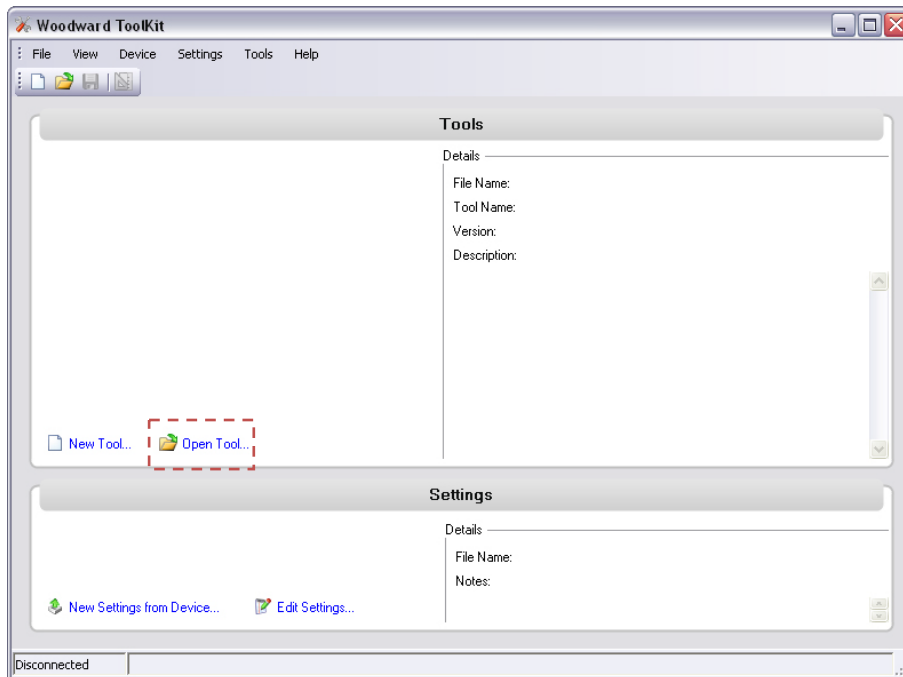 Woodward ToolKit
File View Device Settings Tools Help
Tools
Details
File Name:
Tool Name:
Version:
Description:
New Tool... Open Tool...
Settings
Details
File Name:
Notes:
New Settings from Device... Edit Settings...
Disconnected